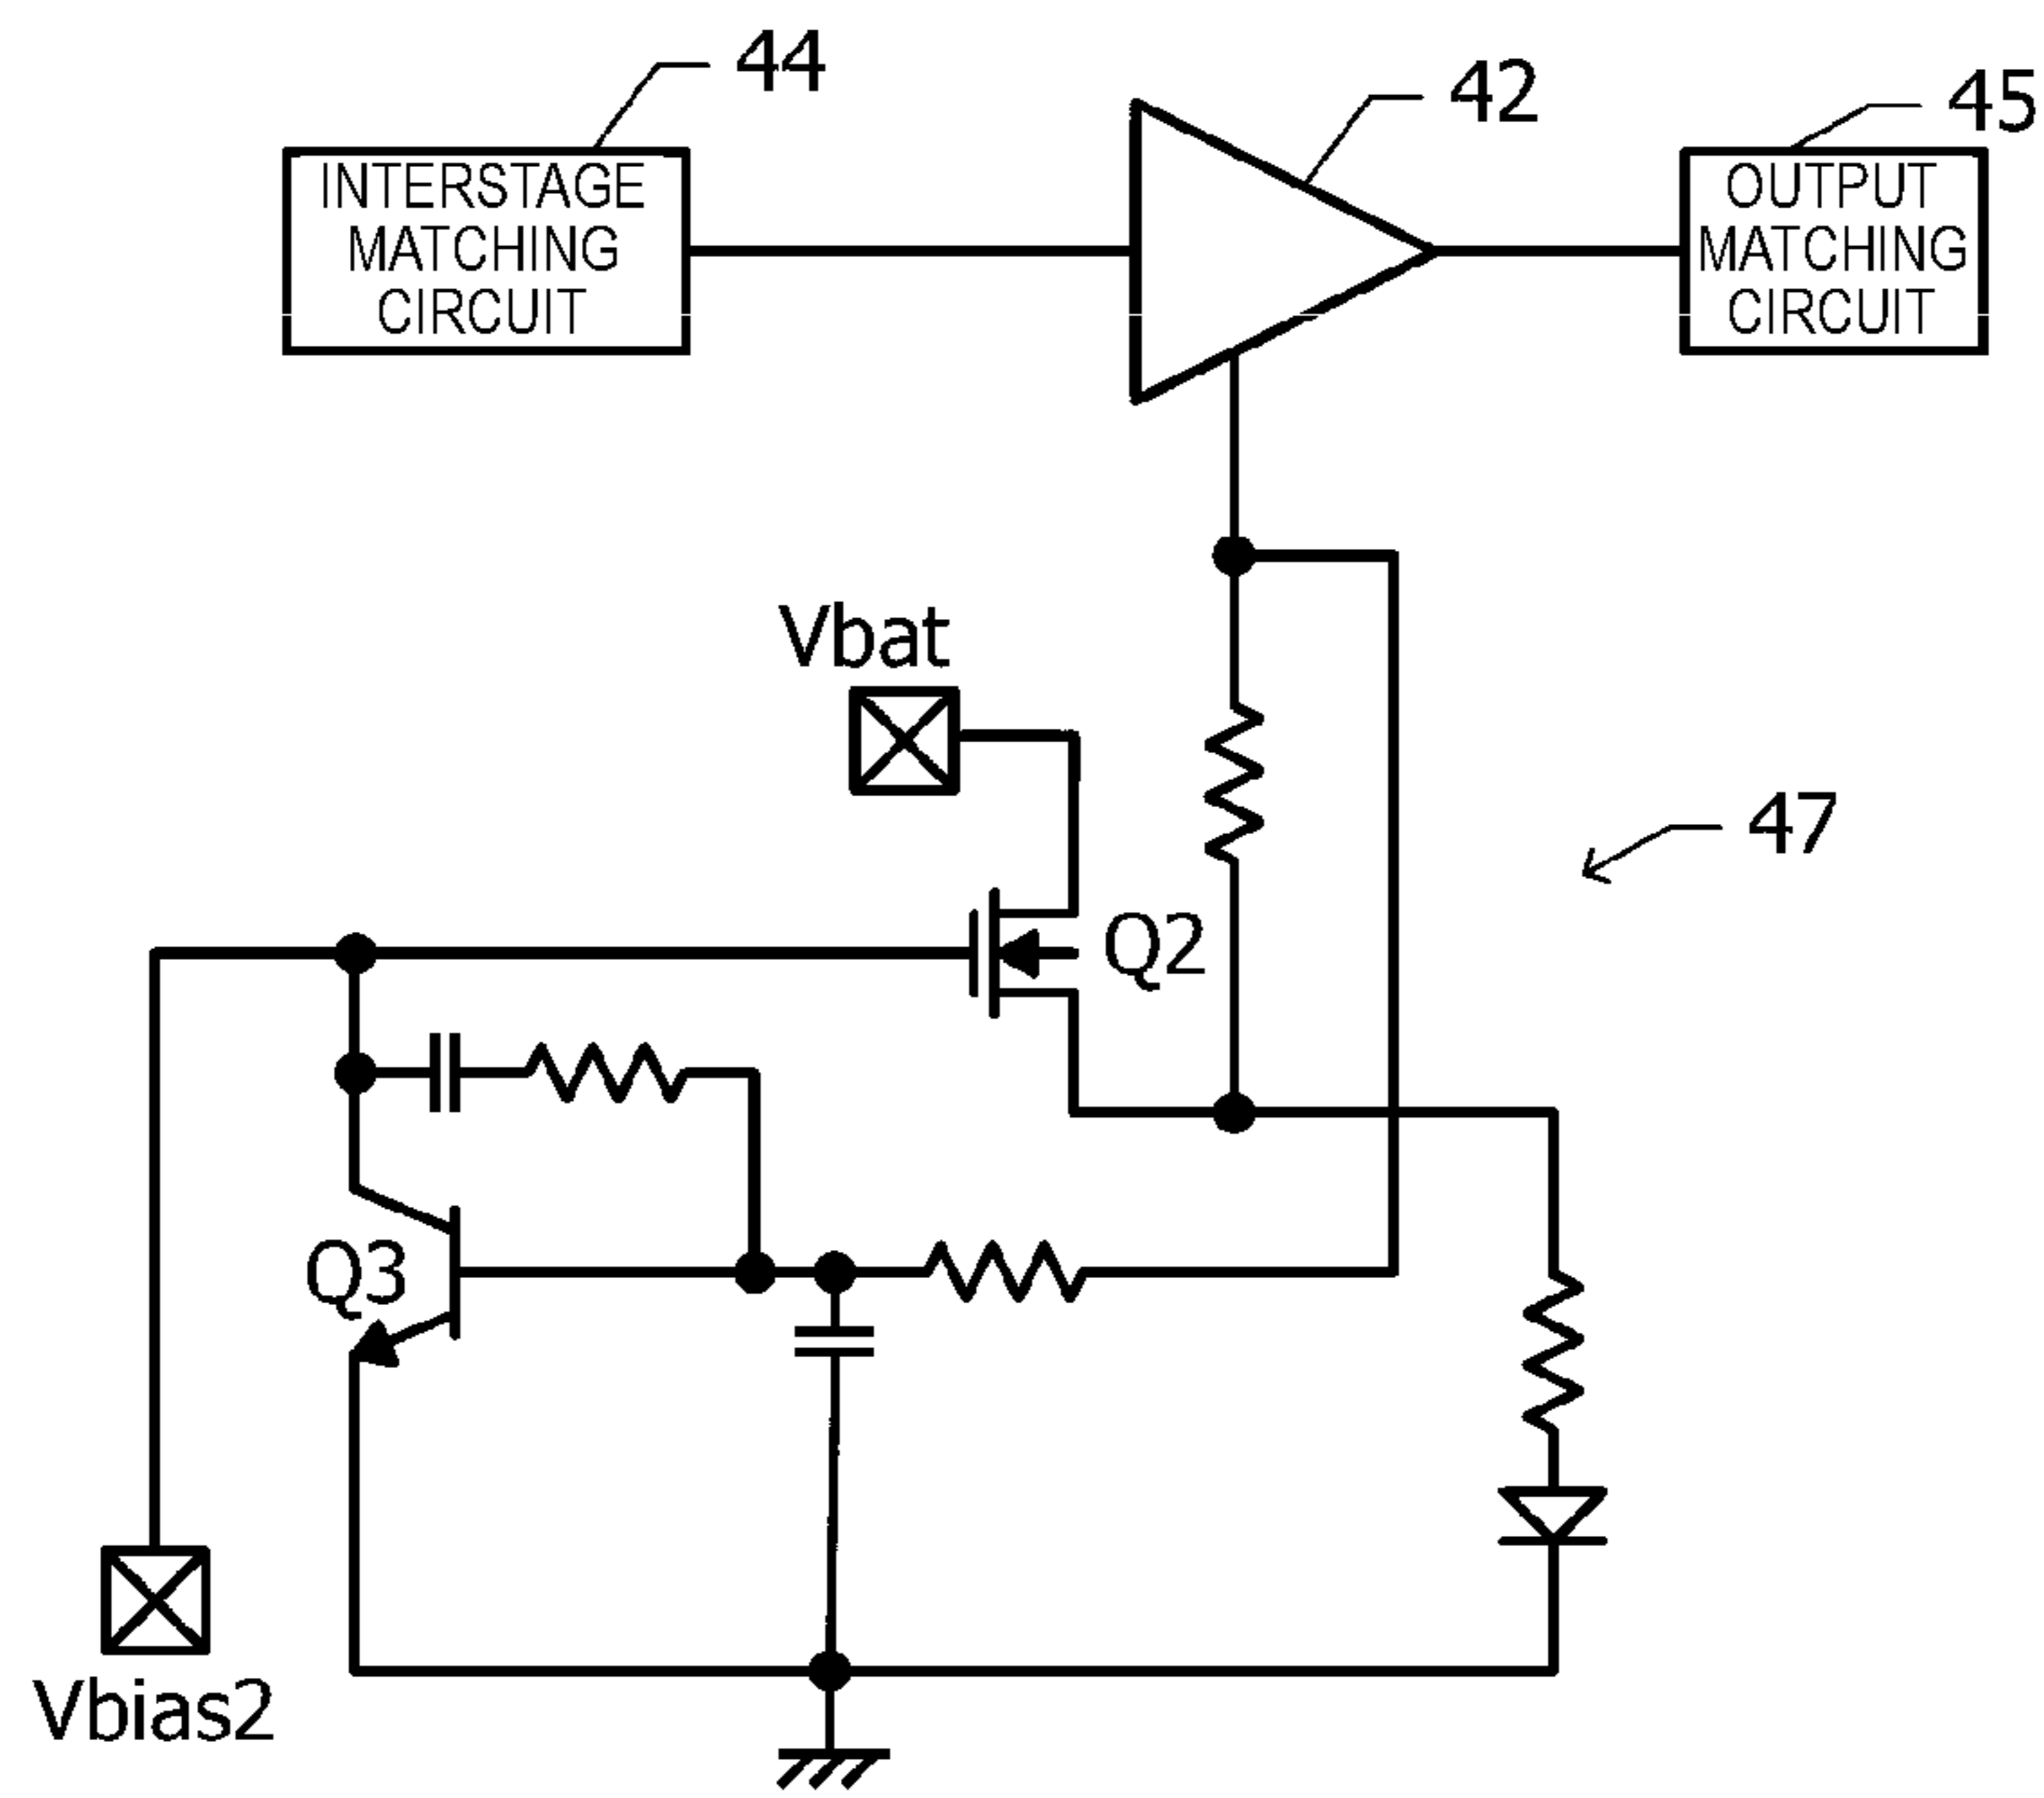 44
42
45
INTERSTAGE
MATCHING
CIRCUIT
OUTPUT
MATCHING
CIRCUIT
Vbat
47
Q2
Q3
Vbias2